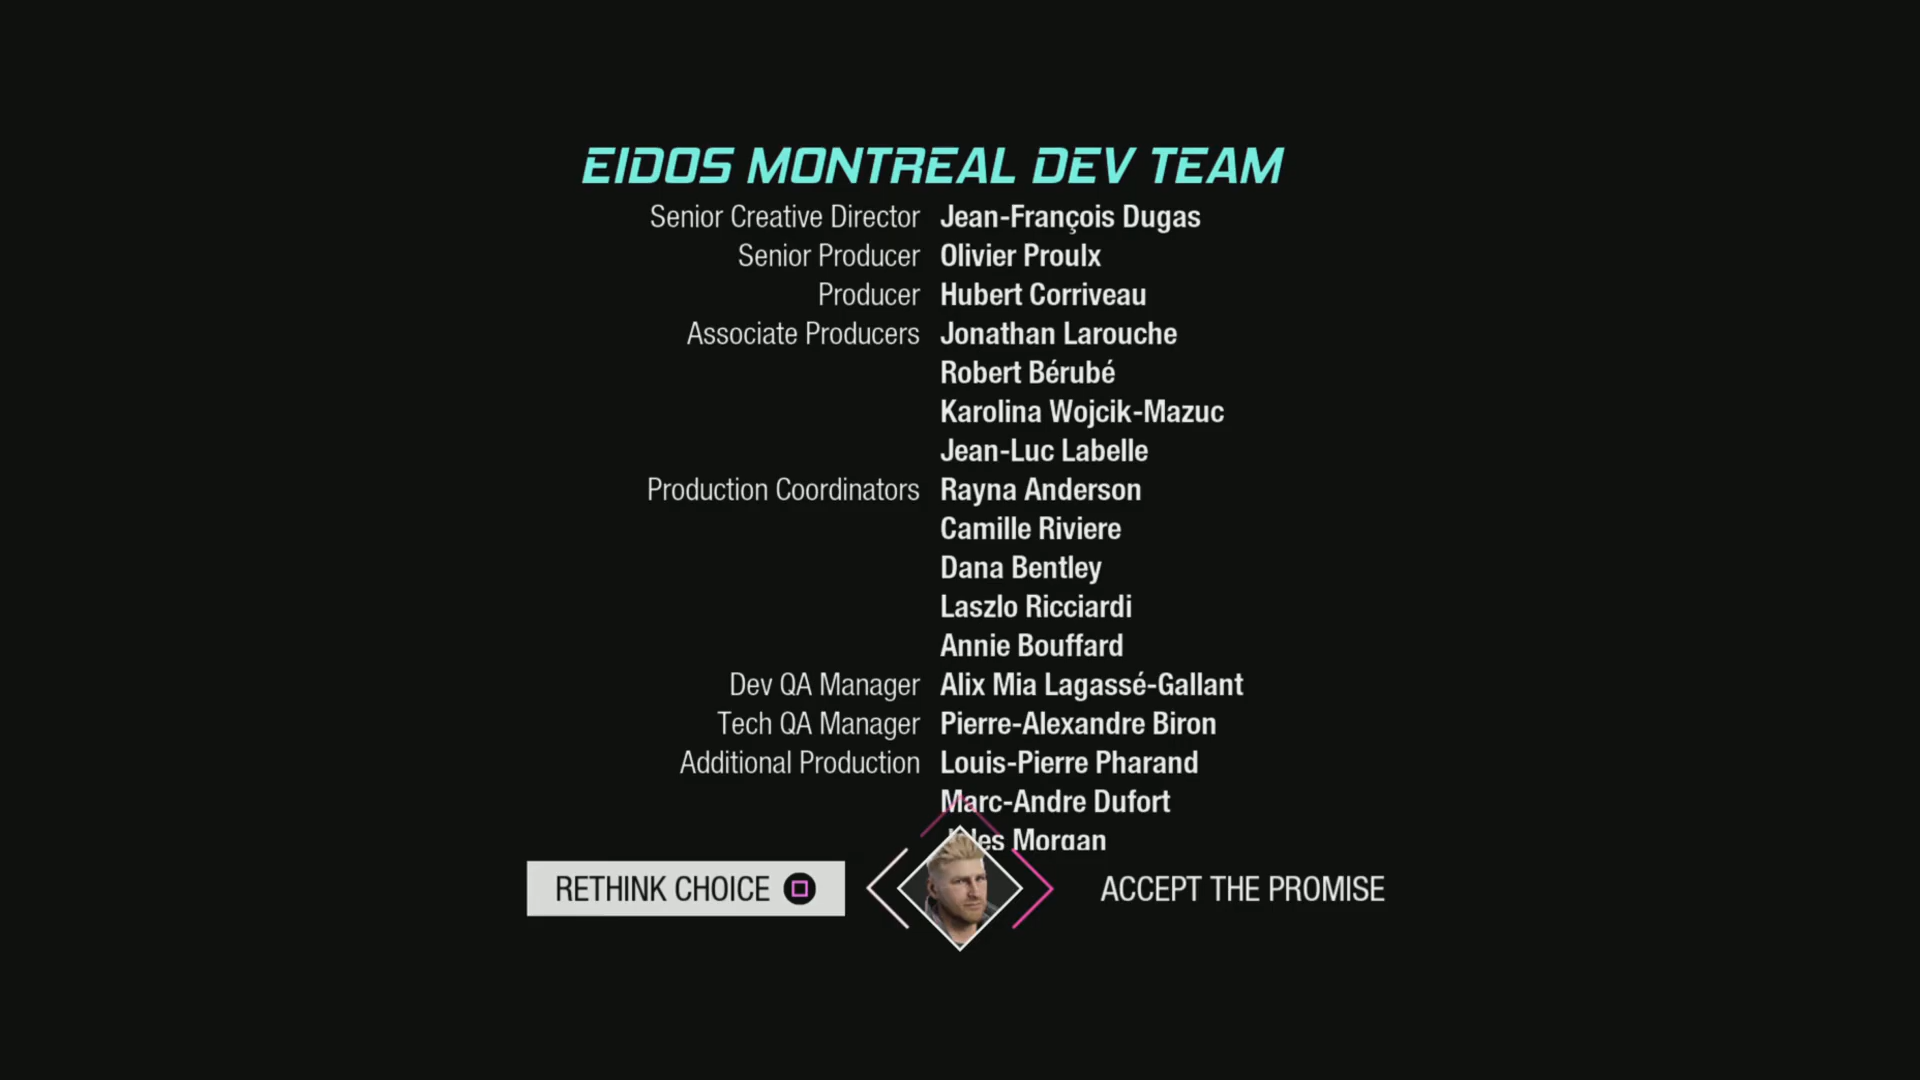 EIDOS MONTREAL DEV TEAM
Senior Creative Director Jean-François Dugas
Senior Producer Olivier Proulx
Producer Hubert Corriveau
Associate Producers Jonathan Larouche
Robert Bérubé
Karolina Wojcik-Mazuc
Jean-Luc Labelle
Production Coordinators Rayna Anderson
Camille Riviere
Dana Bentley
Laszlo Ricciardi
Annie Bouffard
Dev QA Manager Alix Mia Lagassé-Gallant
Tech QA Manager Pierre-Alexandre Biron
Additional Production Louis-Pierre Pharand
Marc-Andre Dufort
Morgan
RETHINK CHOICE
ACCEPT THE PROMISE